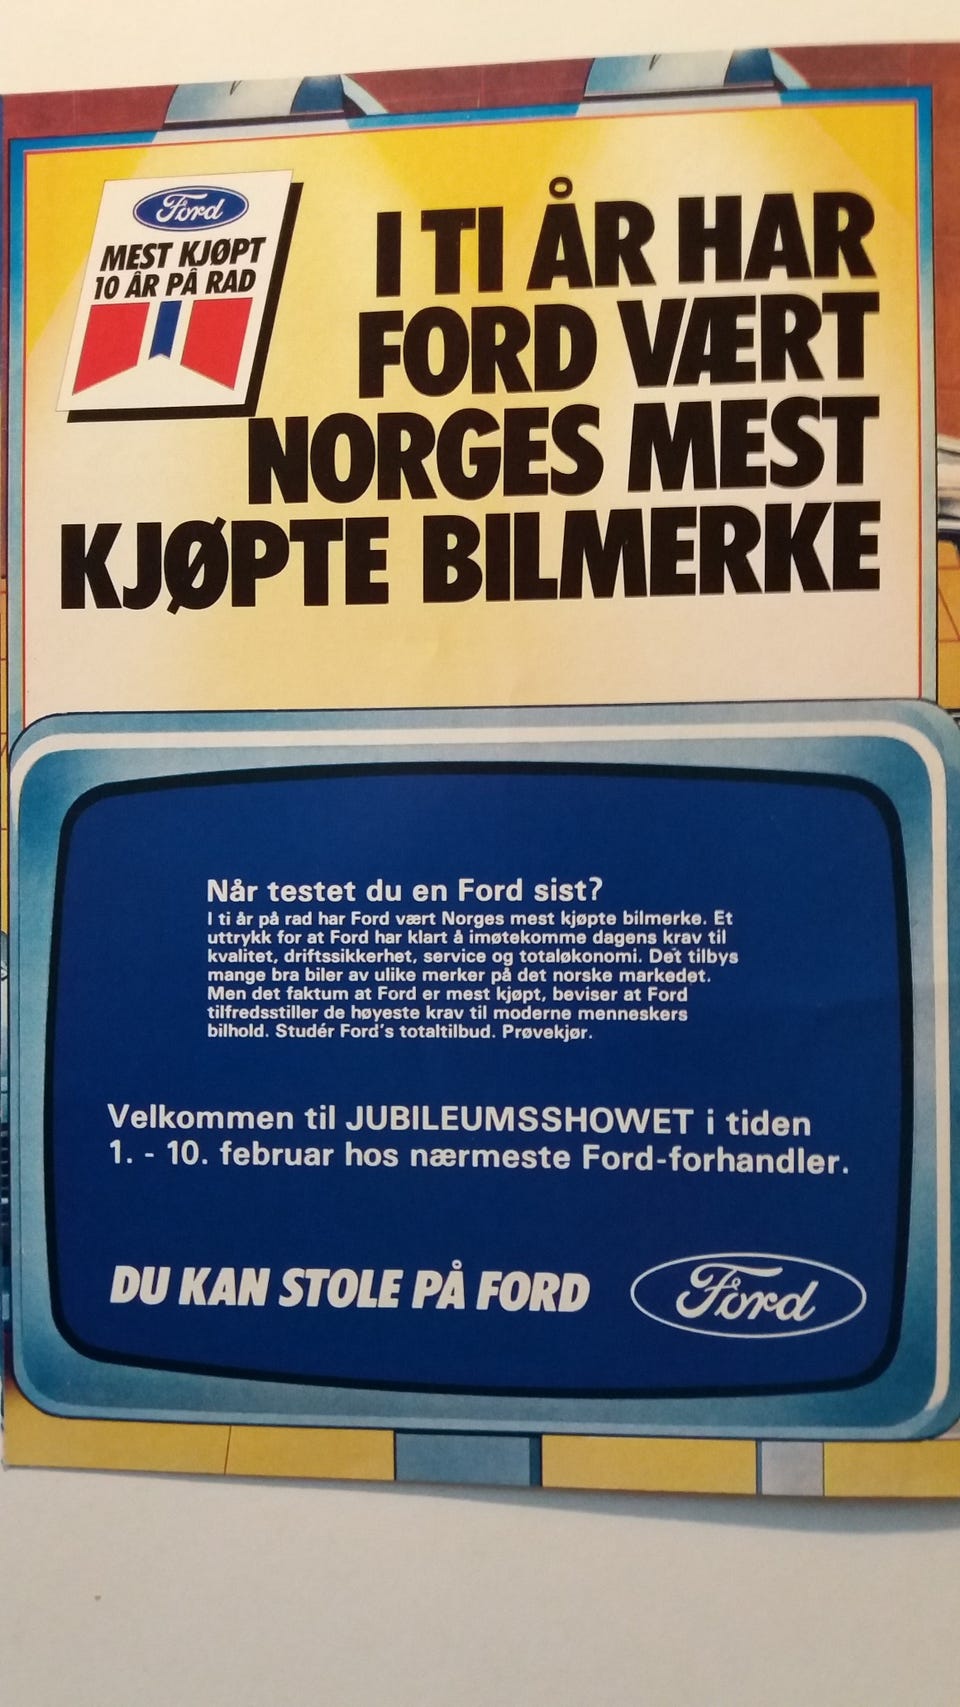 Ford
MEST KJØPT
10 ÅR PÅ RAD
I TI ÅR HAR
FORD VÆRT
NORGES MEST
KJØPTE BILMERKE
Når testet du en Ford sist?
I ti år på rad har Ford vært Norges mest kjøpte bilmerke. Et
uttrykk for at Ford har klart å imøtekomme dagens krav til
kvalitet, driftssikkerhet, service og totaløkonomi. Det tilbys
mange bra biler av ulike merker på det norske markedet.
Men det faktum at Ford er mest kjøpt, beviser at Ford
tilfredsstiller de høyeste krav til moderne menneskers
bilhold. Studér Ford's totaltilbud. Prøvekjør.
Velkommen til JUBILEUMSSHOWET i tiden
1. - 10. februar hos nærmeste Ford-forhandler.
DU KAN STOLE PÅ FORD
Ford